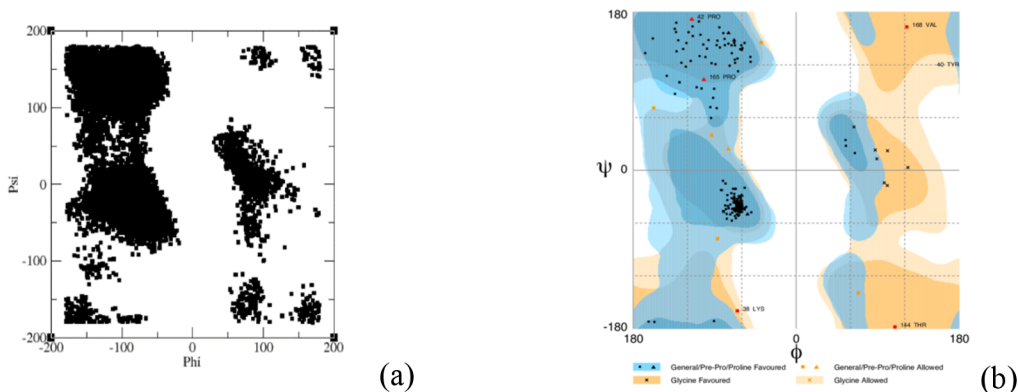 200
100
0
-100
-200
Psi
-200 -100 0 100 200
Phi
(a)
180
ψ 0
-180
180 0 180
ϕ
42 PRO
168 VAL
40 TYR
165 PRO
38 LYS
144 THR
General/Pre-Pro/Proline Favoured
General/Pre-Pro/Proline Allowed
Glycine Favoured
Glycine Allowed
(b)